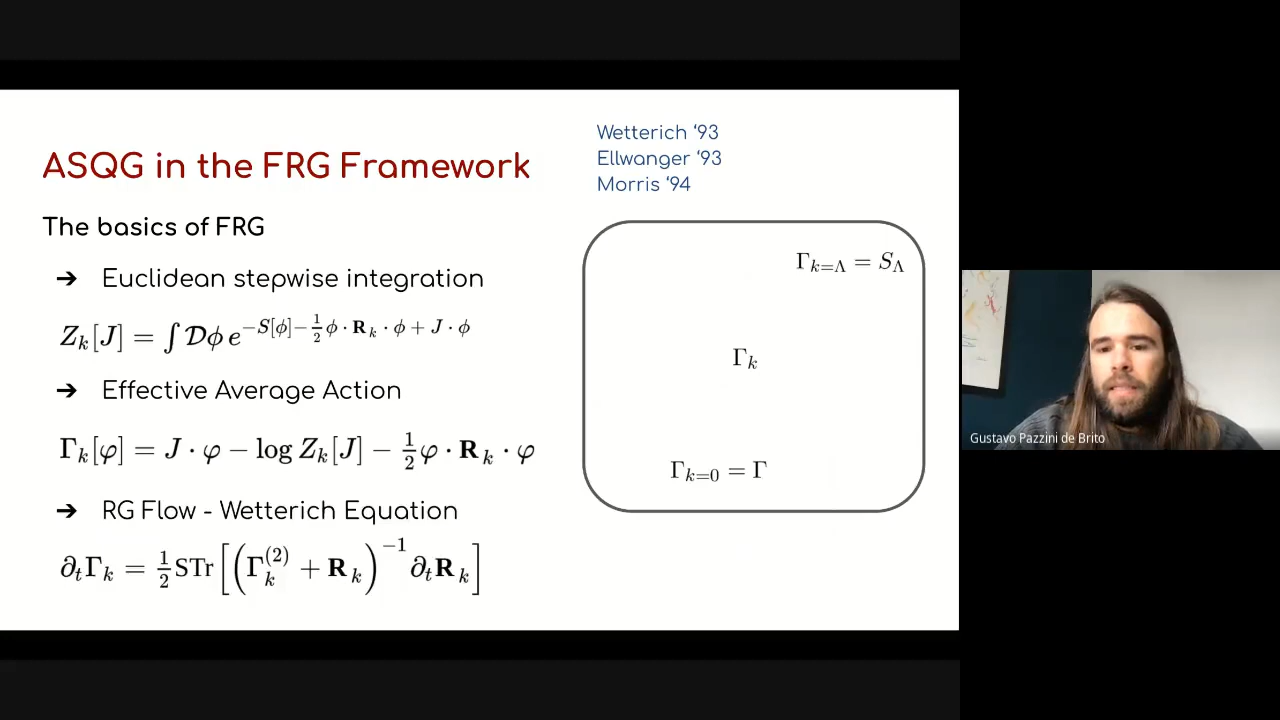 ASQG in the FRG Framework
Wetterich ‘93
Ellwanger ‘93
Morris ‘94
The basics of FRG
➔ Euclidean stepwise integration
Z_k[J] = ∫ 𝒟ϕ e^{−S[ϕ]−½ϕ·R_k·ϕ+J·ϕ}
➔ Effective Average Action
Γ_k[φ] = J · φ − log Z_k[J] − ½φ · R_k · φ
➔ RG Flow - Wetterich Equation
∂_tΓ_k = ½STr[(Γ_k^{(2)} + R_k)^{−1} ∂_tR_k]
Γ_{k=Λ} = S_Λ
Γ_k
Γ_{k=0} = Γ
Gustavo Pazzini de Brito